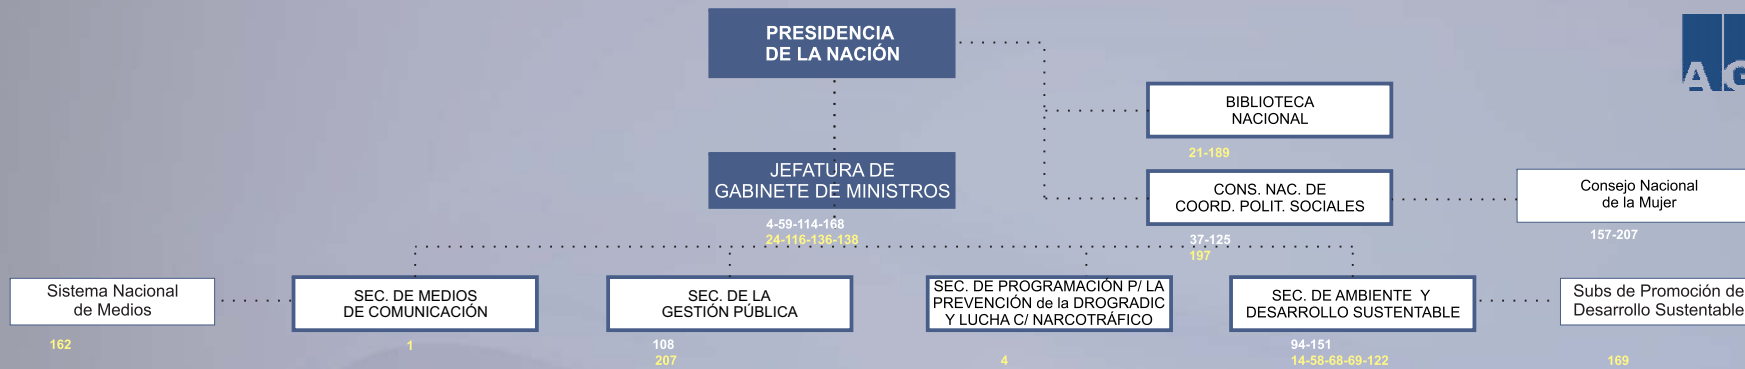 PRESIDENCIA
DE LA NACIÓN
AG
BIBLIOTECA
NACIONAL
21-189
JEFATURA DE
GABINETE DE MINISTROS
4-59-114-168
24-116-136-138
CONS. NAC. DE
COORD. POLIT. SOCIALES
37-125
197
Consejo Nacional
de la Mujer
157-207
Sistema Nacional
de Medios
162
SEC. DE MEDIOS
DE COMUNICACIÓN
1
SEC. DE LA
GESTIÓN PÚBLICA
108
207
SEC. DE PROGRAMACIÓN P/ LA
PREVENCIÓN de la DROGRADIC
Y LUCHA C/ NARCOTRÁFICO
4
SEC. DE AMBIENTE Y
DESARROLLO SUSTENTABLE
94-151
14-58-68-69-122
Subs de Promoción de
Desarrollo Sustentable
169